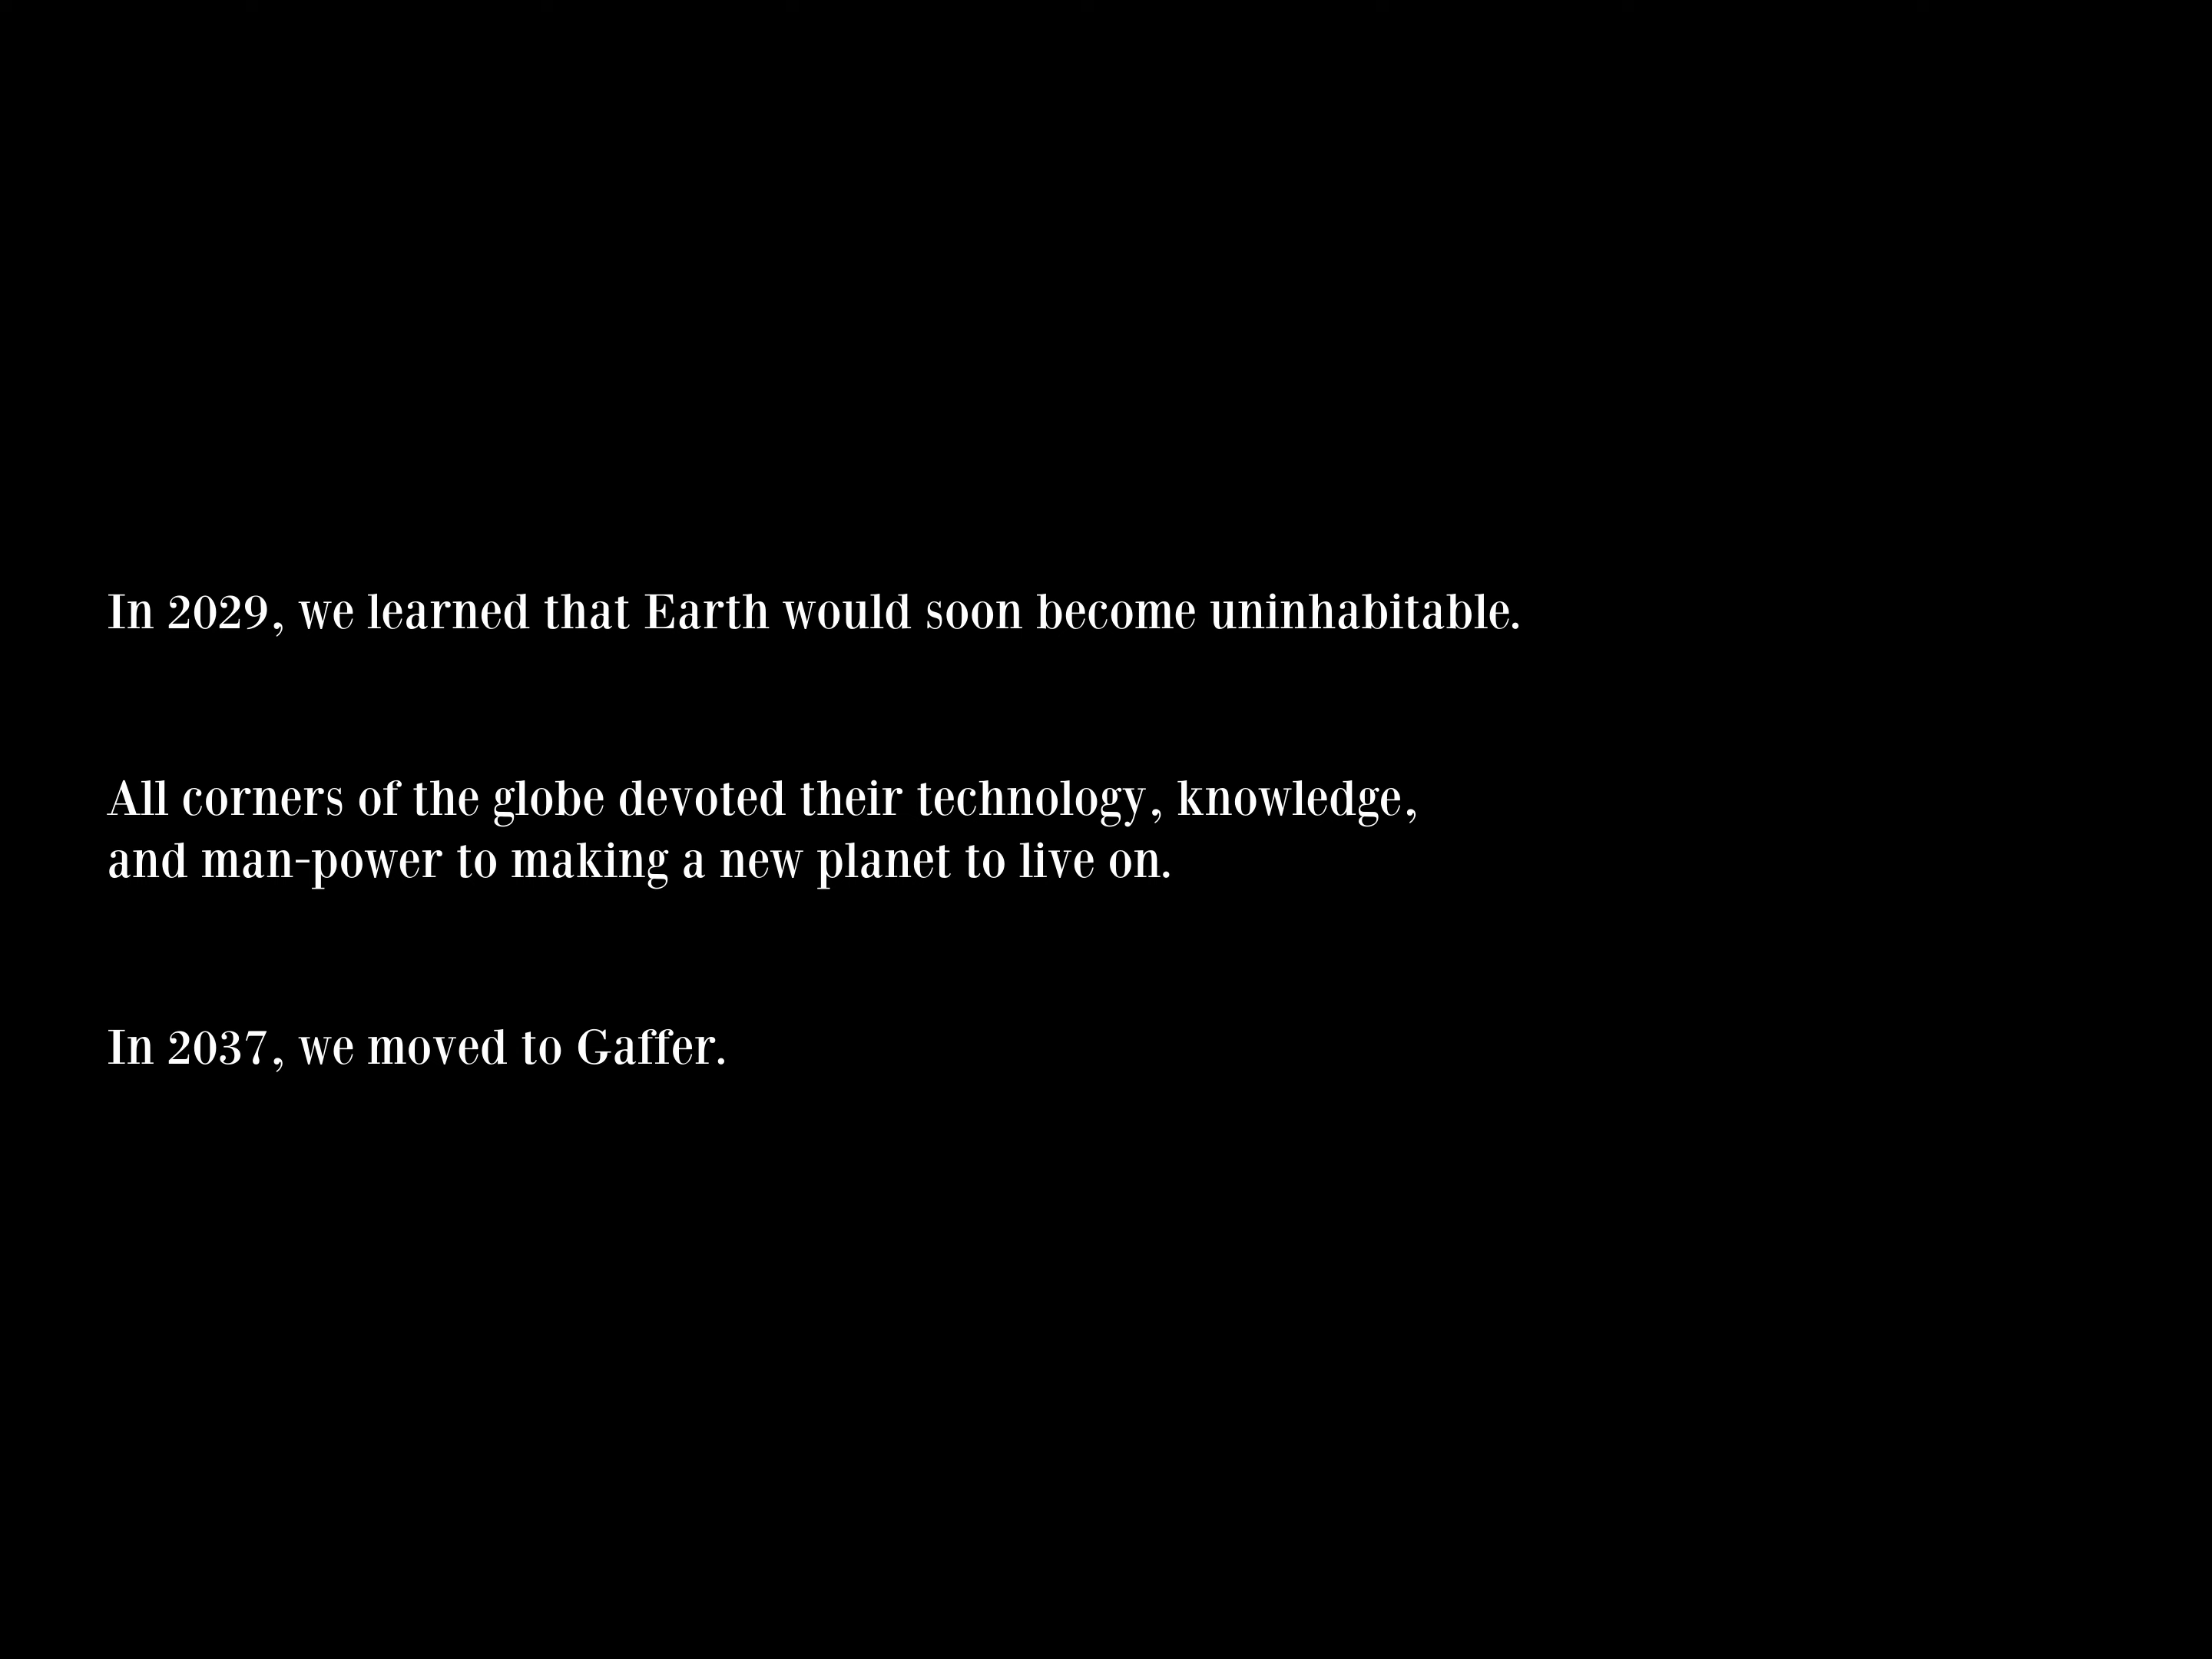 In 2029, we learned that Earth would soon become uninhabitable.
All corners of the globe devoted their technology, knowledge,
and man-power to making a new planet to live on.
In 2037, we moved to Gaffer.